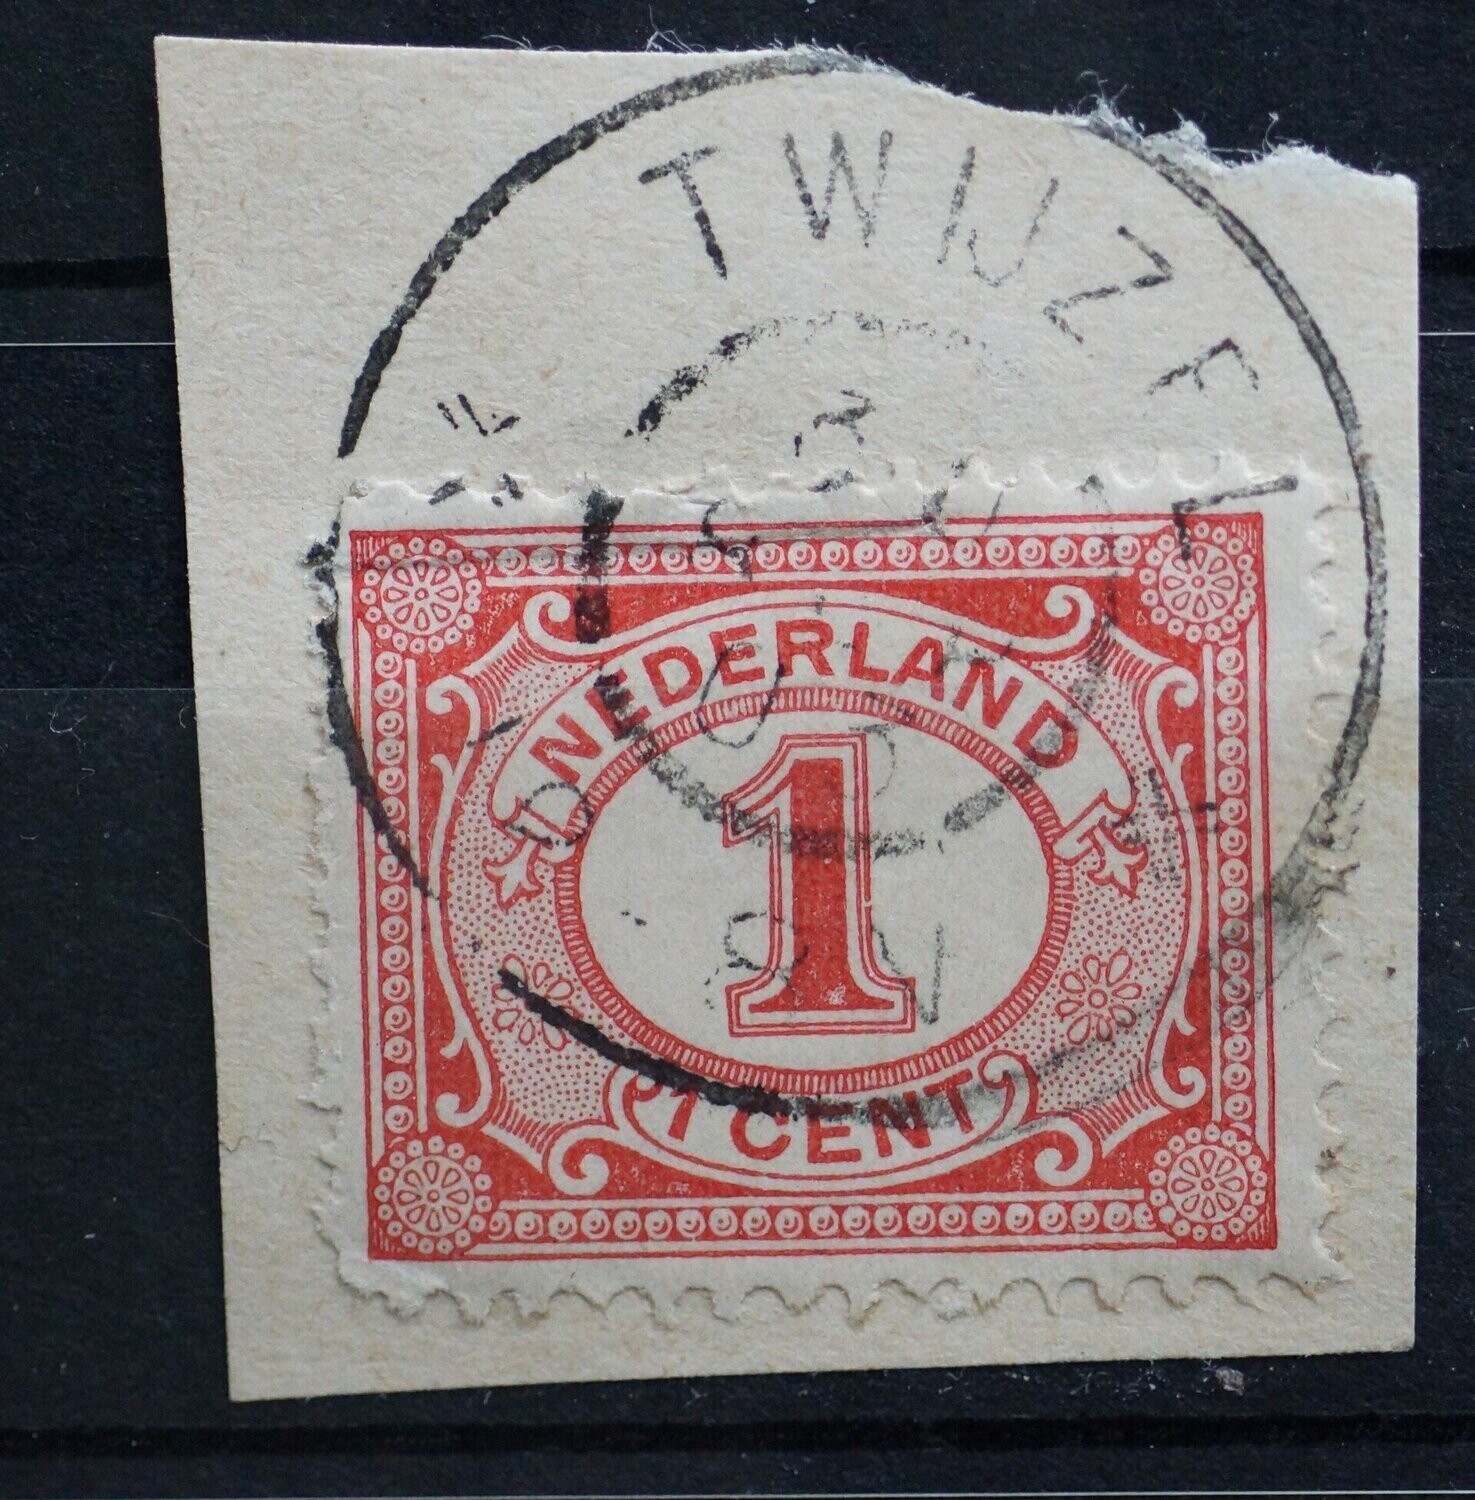 TWIJZEL
NEDERLAND
1
1 CENT